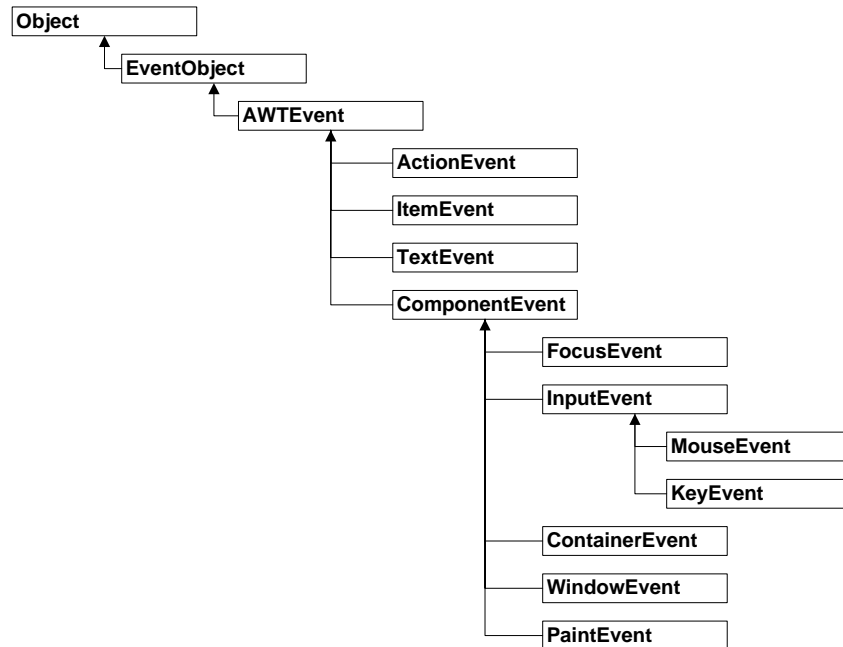 Object
EventObject
AWTEvent
ActionEvent
ItemEvent
TextEvent
ComponentEvent
FocusEvent
InputEvent
MouseEvent
KeyEvent
ContainerEvent
WindowEvent
PaintEvent